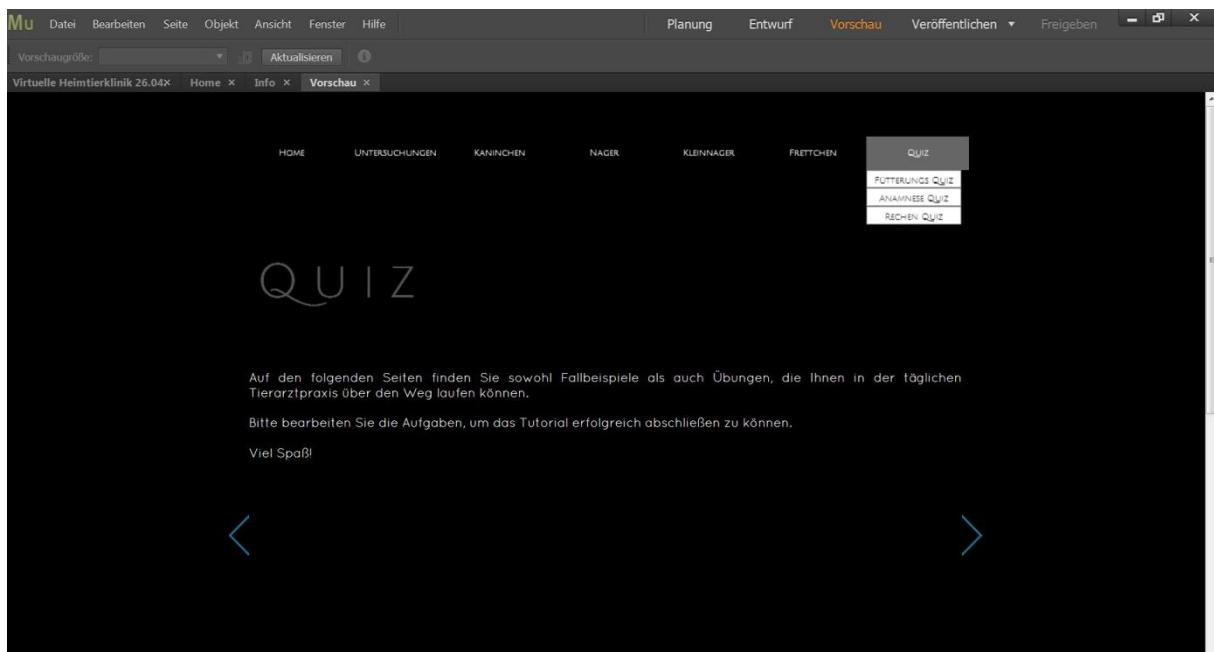 Mu Datei Bearbeiten Seite Objekt Ansicht Fenster Hilfe Planung Entwurf Vorschau Veröffentlichen Freigeben
Vorschaugröße: Aktualisieren
Virtuelle Heimtierklinik 26.04× Home × Info × Vorschau ×
Home Untersuchungen Kaninchen Nager Kleinnager Frettchen Quiz
Fütterungs Quiz
Anamnese Quiz
Rechen Quiz
QUIZ
Auf den folgenden Seiten finden Sie sowohl Fallbeispiele als auch Übungen, die Ihnen in der täglichen
Tierarztpraxis über den Weg laufen können.
Bitte bearbeiten Sie die Aufgaben, um das Tutorial erfolgreich abschließen zu können.
Viel Spaß!